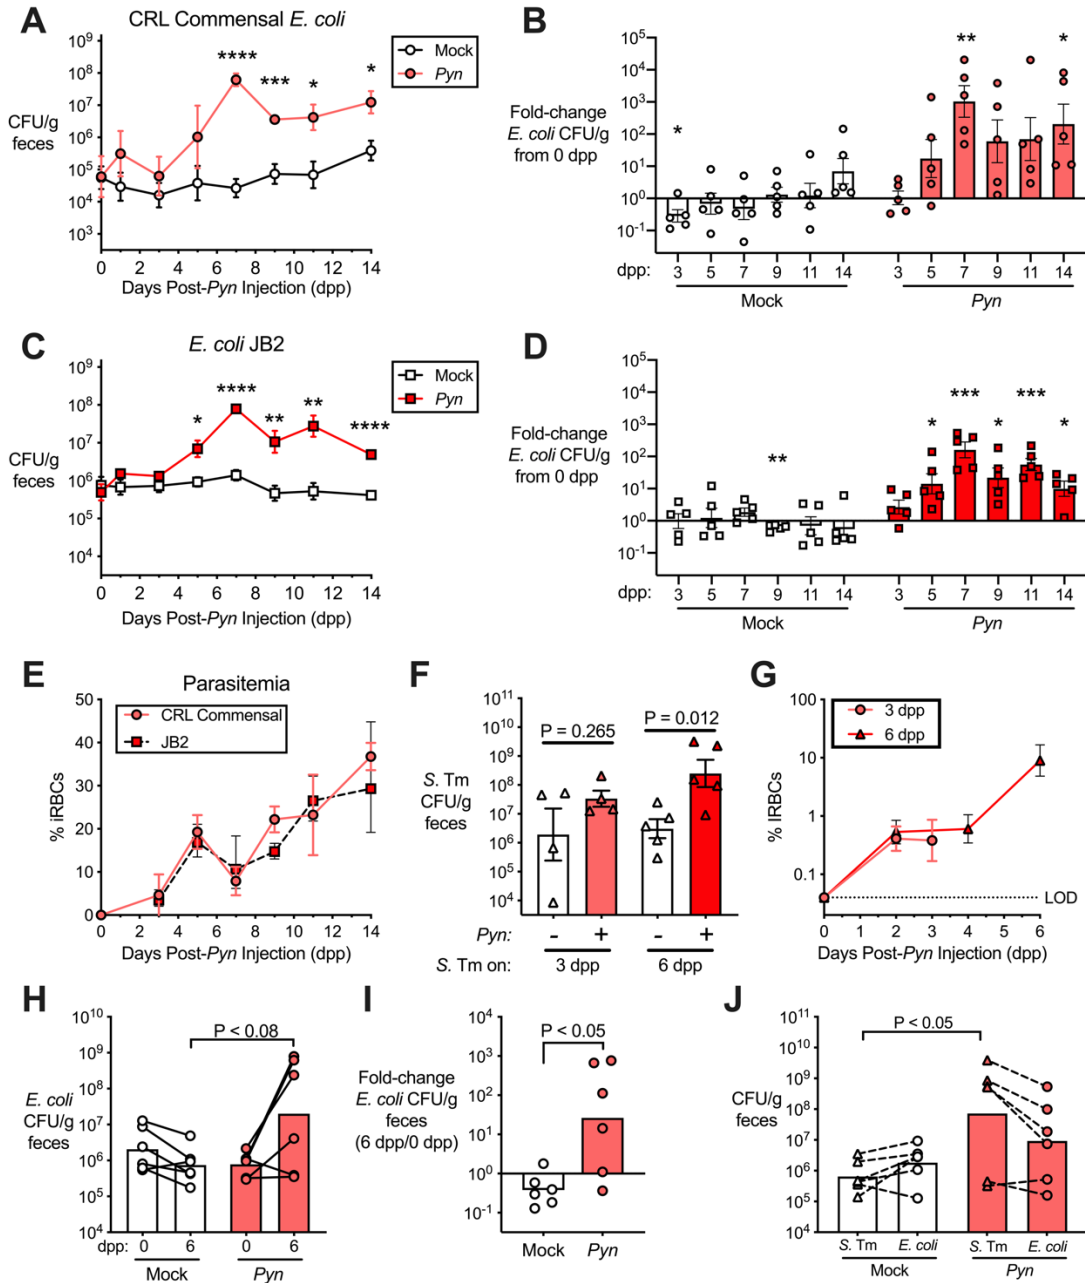 A
CRL Commensal E. coli
10⁹
10⁸
10⁷
10⁶
10⁵
10⁴
10³
CFU/g
feces
Mock
Pyn
**** *** * *
0 2 4 6 8 10 12 14
Days Post-Pyn Injection (dpp)
B
10⁵
10⁴
10³
10²
10¹
10⁰
10⁻¹
Fold-change
E. coli CFU/g
from 0 dpp
* ** *
dpp: 3 5 7 9 11 14 3 5 7 9 11 14
Mock Pyn
C
E. coli JB2
10⁹
10⁸
10⁷
10⁶
10⁵
10⁴
CFU/g
feces
Mock
Pyn
* **** ** ** ****
0 2 4 6 8 10 12 14
Days Post-Pyn Injection (dpp)
D
10⁵
10⁴
10³
10²
10¹
10⁰
10⁻¹
Fold-change
E. coli CFU/g
from 0 dpp
** * *** * *** *
dpp: 3 5 7 9 11 14 3 5 7 9 11 14
Mock Pyn
E
Parasitemia
50
40
30
20
10
0
% iRBCs
CRL Commensal
JB2
0 2 4 6 8 10 12 14
Days Post-Pyn Injection (dpp)
F
10¹¹
10¹⁰
10⁹
10⁸
10⁷
10⁶
10⁵
10⁴
S. Tm
CFU/g
feces
P = 0.265
P = 0.012
Pyn: - + - +
S. Tm on: 3 dpp 6 dpp
G
100
10
1
0.1
% iRBCs
3 dpp
6 dpp
LOD
0 1 2 3 4 5 6
Days Post-Pyn Injection (dpp)
H
10¹⁰
10⁹
10⁸
10⁷
10⁶
10⁵
10⁴
E. coli
CFU/g
feces
P < 0.08
dpp: 0 6 0 6
Mock Pyn
I
10⁴
10³
10²
10¹
10⁰
10⁻¹
Fold-change
E. coli CFU/g
feces
(6 dpp/0 dpp)
P < 0.05
Mock Pyn
J
10¹¹
10¹⁰
10⁹
10⁸
10⁷
10⁶
10⁵
10⁴
CFU/g
feces
P < 0.05
S. Tm E. coli S. Tm E. coli
Mock Pyn